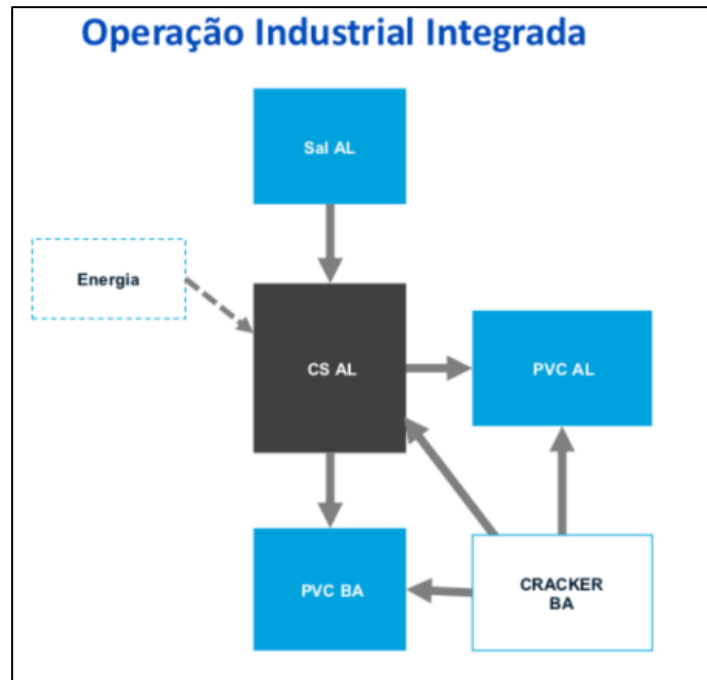 Operação Industrial Integrada
Sal AL
Energia
CS AL
PVC AL
PVC BA
CRACKER
BA